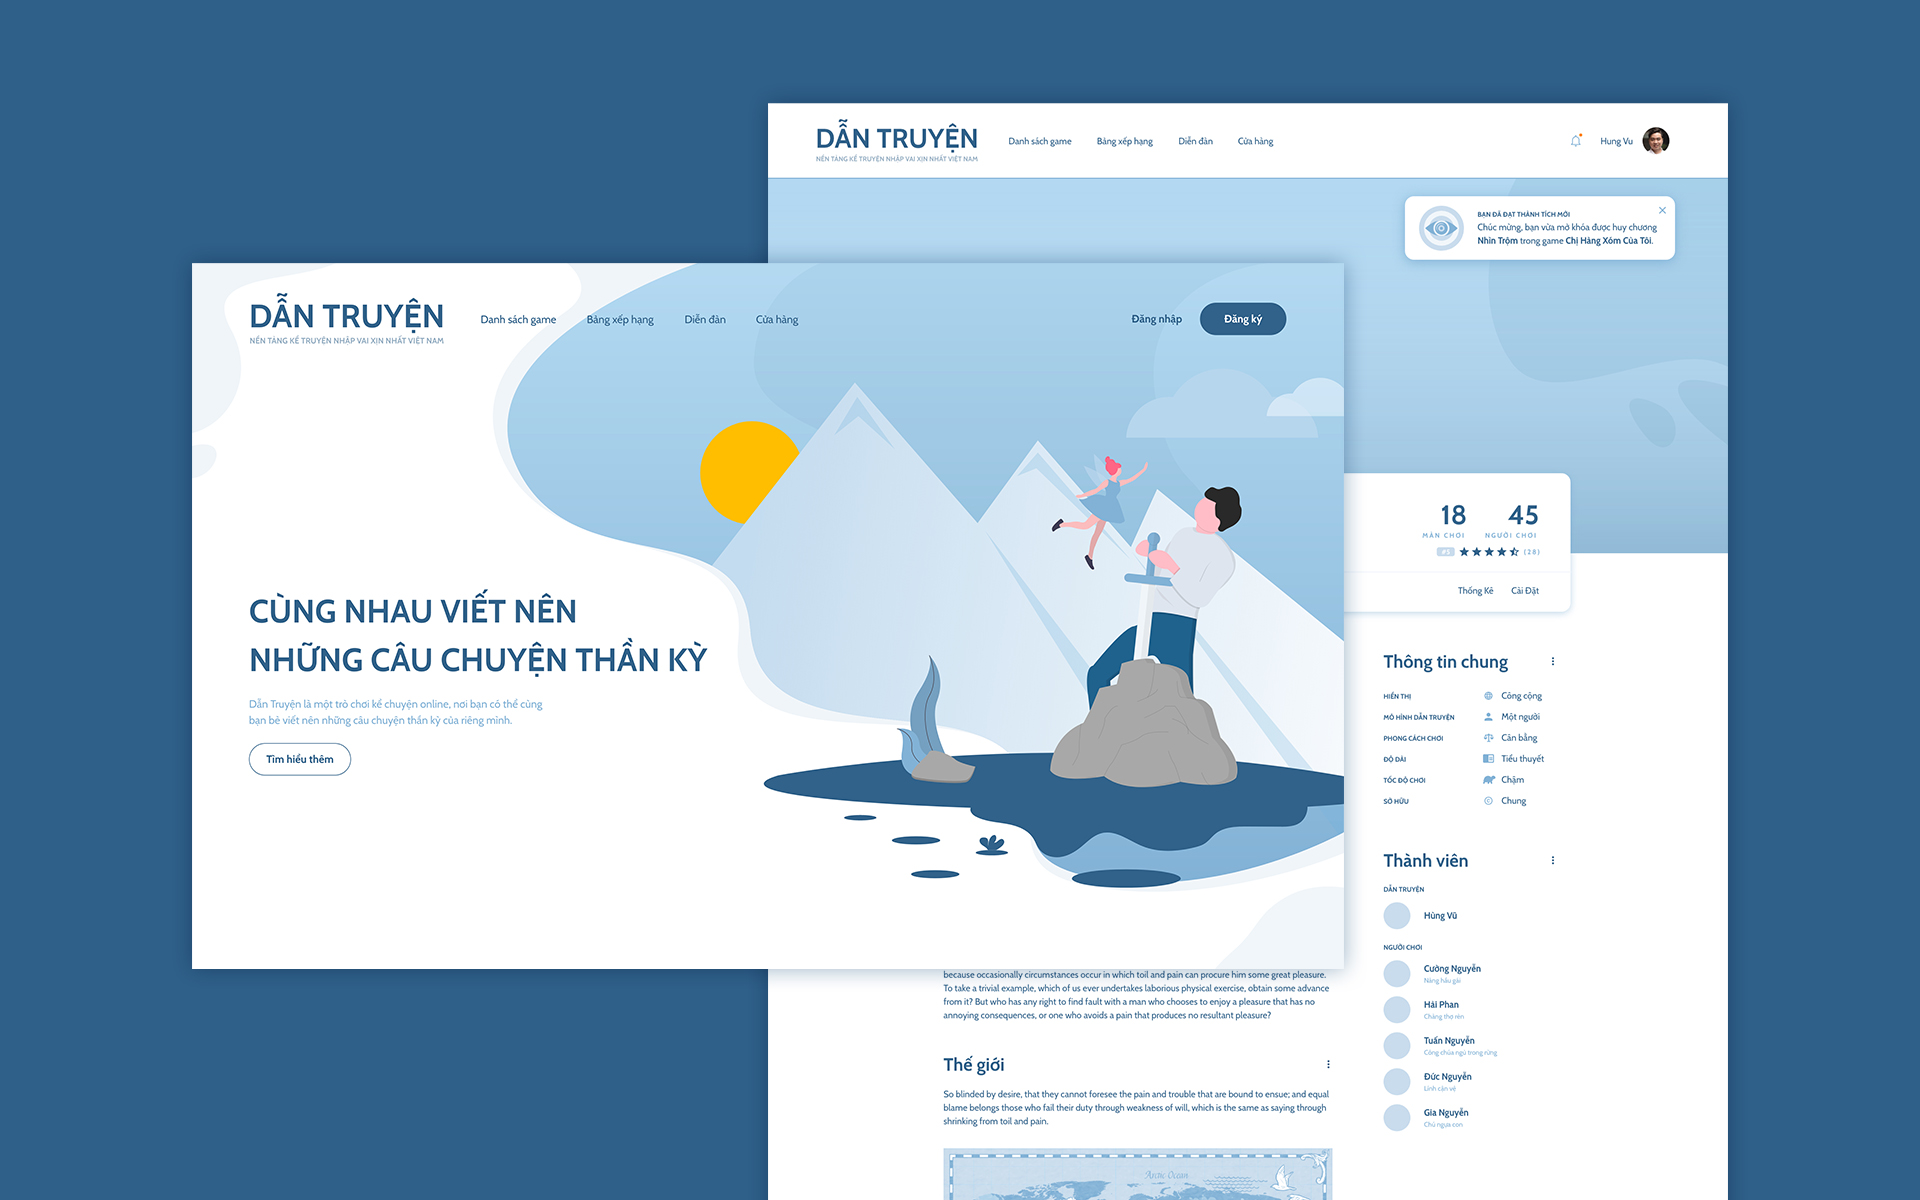 DẪN TRUYỆN
NỀN TẢNG KỂ TRUYỆN NHẬP VAI XỊN NHẤT VIỆT NAM
Danh sách game
Bảng xếp hạng
Diễn đàn
Cửa hàng
Hung Vu
BẠN ĐÃ ĐẠT THÀNH TÍCH MỚI
Chúc mừng, bạn vừa mở khóa được huy chương
Nhìn Trộm trong game Chị Hàng Xóm Của Tôi.
DẪN TRUYỆN
NỀN TẢNG KỂ TRUYỆN NHẬP VAI XỊN NHẤT VIỆT NAM
Danh sách game
Bảng xếp hạng
Diễn đàn
Cửa hàng
Đăng nhập
Đăng ký
CÙNG NHAU VIẾT NÊN
NHỮNG CÂU CHUYỆN THẦN KỲ
Dẫn Truyện là một trò chơi kể chuyện online, nơi bạn có thể cùng
bạn bè viết nên những câu chuyện thần kỳ của riêng mình.
Tìm hiểu thêm
18
MÀN CHƠI
45
NGƯỜI CHƠI
#5
(28)
Thống Kê
Cài Đặt
Thông tin chung
HIỂN THỊ
Công cộng
MÔ HÌNH DẪN TRUYỆN
Một người
PHONG CÁCH CHƠI
Cân bằng
ĐỘ DÀI
Tiểu thuyết
TỐC ĐỘ CHƠI
Chậm
SỞ HỮU
Chung
Thành viên
DẪN TRUYỆN
Hùng Vũ
NGƯỜI CHƠI
Cường Nguyễn
Nàng hầu gái
Hải Phan
Chàng thợ rèn
Tuấn Nguyễn
Công chúa ngủ trong rừng
Đức Nguyễn
Lính cận vệ
Gia Nguyễn
Chú ngựa con
because occasionally circumstances occur in which toil and pain can procure him some great pleasure.
To take a trivial example, which of us ever undertakes laborious physical exercise, obtain some advance
from it? But who has any right to find fault with a man who chooses to enjoy a pleasure that has no
annoying consequences, or one who avoids a pain that produces no resultant pleasure?
Thế giới
So blinded by desire, that they cannot foresee the pain and trouble that are bound to ensue; and equal
blame belongs those who fail their duty through weakness of will, which is the same as saying through
shrinking from toil and pain.
Arctic Ocean